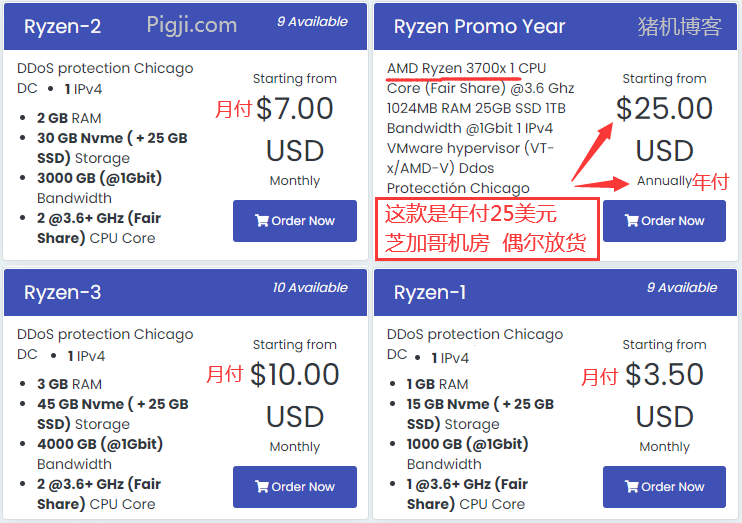 Ryzen-2
Pigji.com
9 Available
DDoS protection Chicago
DC • 1 IPv4
• 2 GB RAM
• 30 GB Nvme ( + 25 GB
SSD) Storage
• 3000 GB (@1Gbit)
Bandwidth
• 2 @3.6+ GHz (Fair
Share) CPU Core
Starting from
月付 $7.00
USD
Monthly
Order Now
Ryzen Promo Year
猪机博客
AMD Ryzen 3700x 1 CPU
Core (Fair Share) @3.6 Ghz
1024MB RAM 25GB SSD 1TB
Bandwidth @1Gbit 1 IPv4
VMware hypervisor (VT-
x/AMD-V) Ddos
Protecctión Chicago
Starting from
$25.00
USD
Annually 年付
Order Now
这款是年付25美元
芝加哥机房 偶尔放货
Ryzen-3
10 Available
DDoS protection Chicago
DC • 1 IPv4
• 3 GB RAM
• 45 GB Nvme ( + 25 GB
SSD) Storage
• 4000 GB (@1Gbit)
Bandwidth
• 2 @3.6+ GHz (Fair
Share) CPU Core
Starting from
月付 $10.00
USD
Monthly
Order Now
Ryzen-1
9 Available
DDoS protection Chicago
DC • 1 IPv4
• 1 GB RAM
• 15 GB Nvme ( + 25 GB
SSD) Storage
• 1000 GB (@1Gbit)
Bandwidth
• 1 @3.6+ GHz (Fair
Share) CPU Core
Starting from
月付 $3.50
USD
Monthly
Order Now